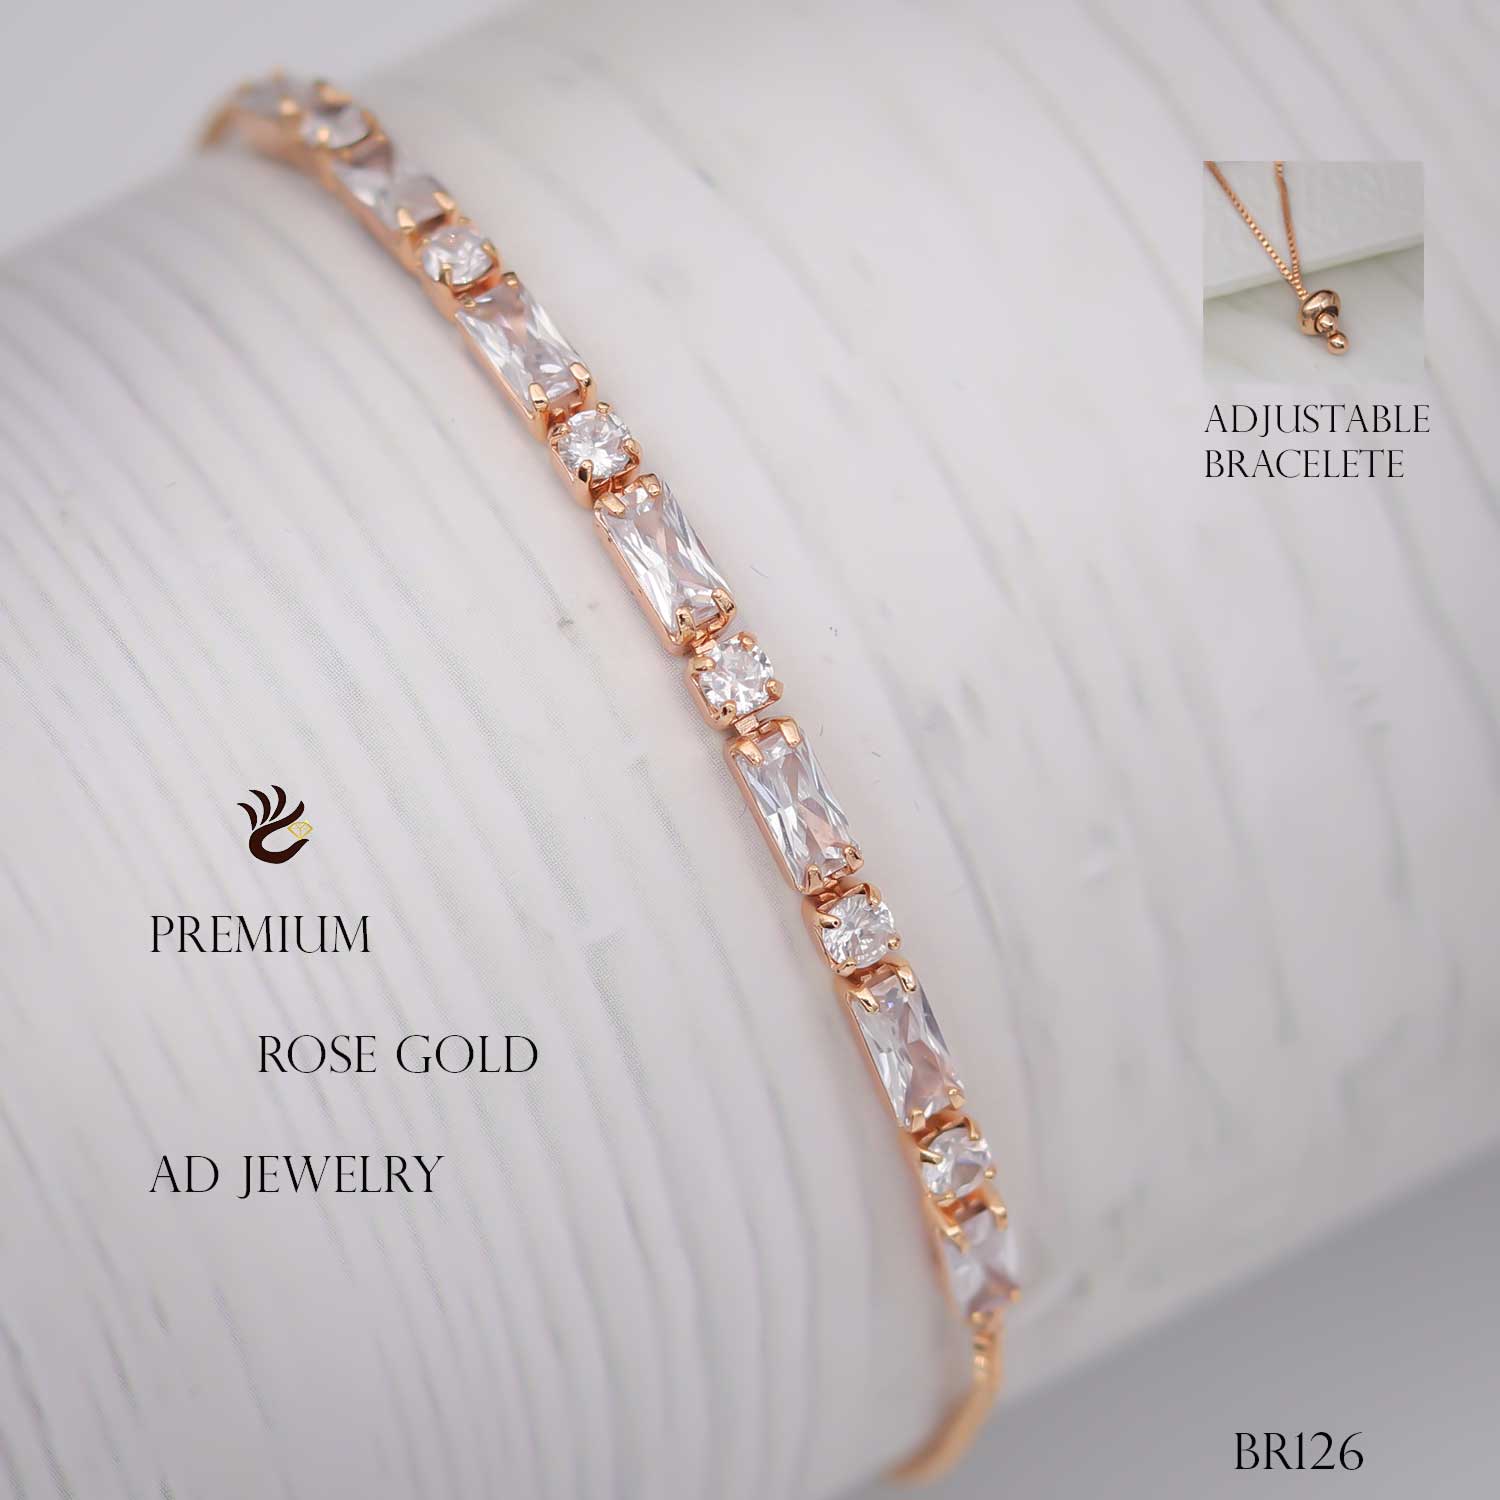 ADJUSTABLE
BRACELETE
PREMIUM
ROSE GOLD
AD JEWELRY
BR126